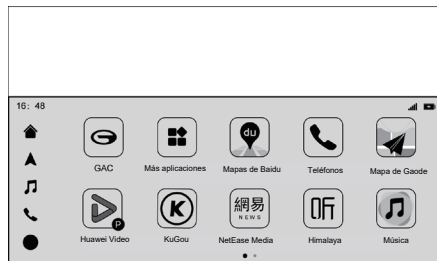 16: 48
du
GAC
Más aplicaciones
Mapas de Baidu
Teléfonos
Mapa de Gaode
P
K
網易
NEWS
听
Huawei Video
KuGou
NetEase Media
Himalaya
Música